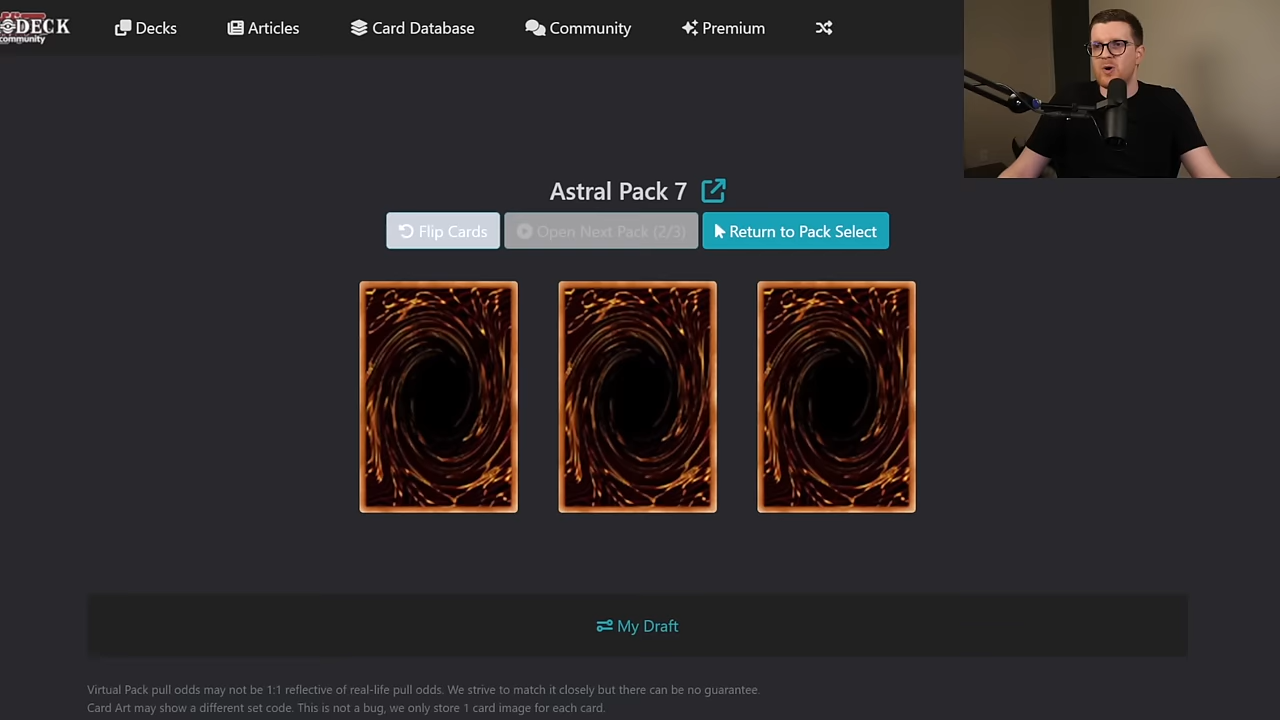 DECK
community
Decks
Articles
Card Database
Community
Premium
Astral Pack 7
Flip Cards
Open Next Pack (2/3)
Return to Pack Select
My Draft
Virtual Pack pull odds may not be 1:1 reflective of real-life pull odds. We strive to match it closely but there can be no guarantee.
Card Art may show a different set code. This is not a bug, we only store 1 card image for each card.